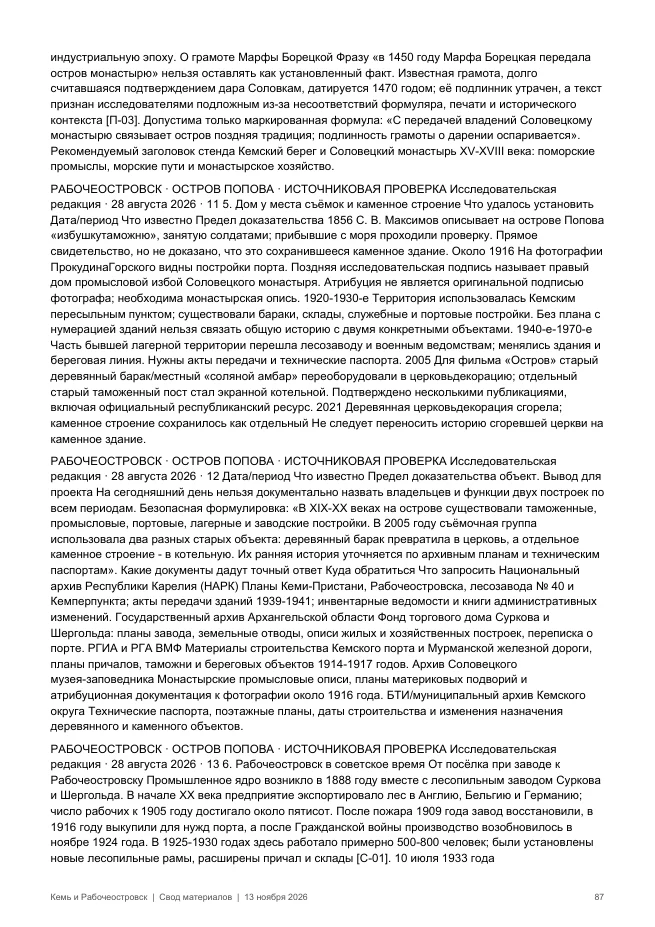 индустриальную эпоху. О грамоте Марфы Борецкой Фразу «в 1450 году Марфа Борецкая передала
остров монастырю» нельзя оставлять как установленный факт. Известная грамота, долго
считавшаяся подтверждением дара Соловкам, датируется 1470 годом; её подлинник утрачен, а текст
признан исследователями подложным из-за несоответствий формуляра, печати и исторического
контекста [П-03]. Допустима только маркированная формула: «С передачей владений Соловецкому
монастырю связывает остров поздняя традиция; подлинность грамоты о дарении оспаривается».
Рекомендуемый заголовок стенда Кемский берег и Соловецкий монастырь XV-XVIII века: поморские
промыслы, морские пути и монастырское хозяйство.
РАБОЧЕОСТРОВСК · ОСТРОВ ПОПОВА · ИСТОЧНИКОВАЯ ПРОВЕРКА Исследовательская
редакция · 28 августа 2026 · 11 5. Дом у места съёмок и каменное строение Что удалось установить
Дата/период Что известно Предел доказательства 1856 С. В. Максимов описывает на острове Попова
«избушкутаможню», занятую солдатами; прибывшие с моря проходили проверку. Прямое
свидетельство, но не доказано, что это сохранившееся каменное здание. Около 1916 На фотографии
ПрокудинаГорского видны постройки порта. Поздняя исследовательская подпись называет правый
дом промысловой избой Соловецкого монастыря. Атрибуция не является оригинальной подписью
фотографа; необходима монастырская опись. 1920-1930-е Территория использовалась Кемским
пересыльным пунктом; существовали бараки, склады, служебные и портовые постройки. Без плана с
нумерацией зданий нельзя связать общую историю с двумя конкретными объектами. 1940-е-1970-е
Часть бывшей лагерной территории перешла лесозаводу и военным ведомствам; менялись здания и
береговая линия. Нужны акты передачи и технические паспорта. 2005 Для фильма «Остров» старый
деревянный барак/местный «соляной амбар» переоборудовали в церковьдекорацию; отдельный
старый таможенный пост стал экранной котельной. Подтверждено несколькими публикациями,
включая официальный республиканский ресурс. 2021 Деревянная церковьдекорация сгорела;
каменное строение сохранилось как отдельный Не следует переносить историю сгоревшей церкви на
каменное здание.
РАБОЧЕОСТРОВСК · ОСТРОВ ПОПОВА · ИСТОЧНИКОВАЯ ПРОВЕРКА Исследовательская
редакция · 28 августа 2026 · 12 Дата/период Что известно Предел доказательства объект. Вывод для
проекта На сегодняшний день нельзя документально назвать владельцев и функции двух построек по
всем периодам. Безопасная формулировка: «В XIX-XX веках на острове существовали таможенные,
промысловые, портовые, лагерные и заводские постройки. В 2005 году съёмочная группа
использовала два разных старых объекта: деревянный барак превратила в церковь, а отдельное
каменное строение - в котельную. Их ранняя история уточняется по архивным планам и техническим
паспортам». Какие документы дадут точный ответ Куда обратиться Что запросить Национальный
архив Республики Карелия (НАРК) Планы Кеми-Пристани, Рабочеостровска, лесозавода № 40 и
Кемперпункта; акты передачи зданий 1939-1941; инвентарные ведомости и книги административных
изменений. Государственный архив Архангельской области Фонд торгового дома Суркова и
Шергольда: планы завода, земельные отводы, описи жилых и хозяйственных построек, переписка о
порте. РГИА и РГА ВМФ Материалы строительства Кемского порта и Мурманской железной дороги,
планы причалов, таможни и береговых объектов 1914-1917 годов. Архив Соловецкого
музея-заповедника Монастырские промысловые описи, планы материковых подворий и
атрибуционная документация к фотографии около 1916 года. БТИ/муниципальный архив Кемского
округа Технические паспорта, поэтажные планы, даты строительства и изменения назначения
деревянного и каменного объектов.
РАБОЧЕОСТРОВСК · ОСТРОВ ПОПОВА · ИСТОЧНИКОВАЯ ПРОВЕРКА Исследовательская
редакция · 28 августа 2026 · 13 6. Рабочеостровск в советское время От посёлка при заводе к
Рабочеостровску Промышленное ядро возникло в 1888 году вместе с лесопильным заводом Суркова
и Шергольда. В начале XX века предприятие экспортировало лес в Англию, Бельгию и Германию;
число рабочих к 1905 году достигало около пятисот. После пожара 1909 года завод восстановили, в
1916 году выкупили для нужд порта, а после Гражданской войны производство возобновилось в
ноябре 1924 года. В 1925-1930 годах здесь работало примерно 500-800 человек; были установлены
новые лесопильные рамы, расширены причал и склады [С-01]. 10 июля 1933 года
Кемь и Рабочеостровск | Свод материалов | 13 ноября 2026
87